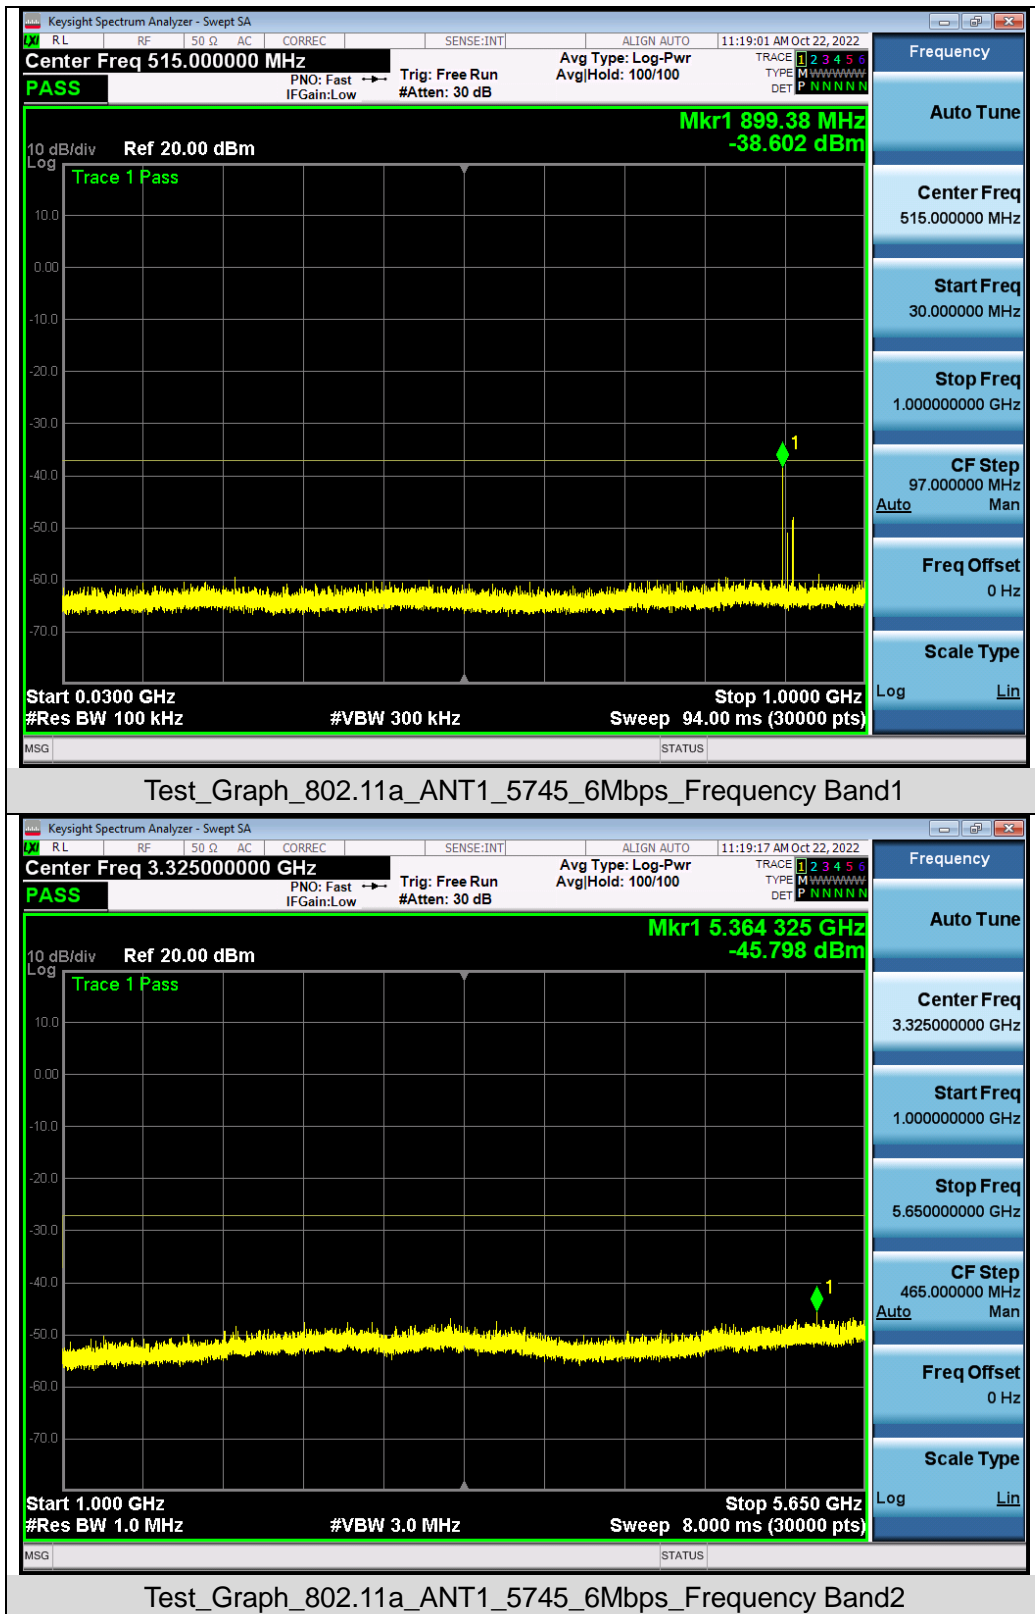 Keysight Spectrum Analyzer - Swept SA
LXI RL RF 50 Ω AC CORREC SENSE:INT ALIGN AUTO 11:19:01 AM Oct 22, 2022
Center Freq 515.000000 MHz
PASS
PNO: Fast
IFGain:Low
Trig: Free Run
#Atten: 30 dB
Avg Type: Log-Pwr
Avg|Hold: 100/100
TRACE 1 2 3 4 5 6
TYPE M WWWWW
DET P N N N N N
Mkr1 899.38 MHz
-38.602 dBm
10 dB/div Ref 20.00 dBm
Log
Trace 1 Pass
10.0
0.00
-10.0
-20.0
-30.0
1
-40.0
-50.0
-60.0
-70.0
Start 0.0300 GHz Stop 1.0000 GHz
#Res BW 100 kHz #VBW 300 kHz Sweep 94.00 ms (30000 pts)
MSG STATUS
Frequency
Auto Tune
Center Freq
515.000000 MHz
Start Freq
30.000000 MHz
Stop Freq
1.000000000 GHz
CF Step
97.000000 MHz
Auto Man
Freq Offset
0 Hz
Scale Type
Log Lin
Test_Graph_802.11a_ANT1_5745_6Mbps_Frequency Band1
Keysight Spectrum Analyzer - Swept SA
LXI RL RF 50 Ω AC CORREC SENSE:INT ALIGN AUTO 11:19:17 AM Oct 22, 2022
Center Freq 3.325000000 GHz
PASS
PNO: Fast
IFGain:Low
Trig: Free Run
#Atten: 30 dB
Avg Type: Log-Pwr
Avg|Hold: 100/100
TRACE 1 2 3 4 5 6
TYPE M WWWWW
DET P N N N N N
Mkr1 5.364 325 GHz
-45.798 dBm
10 dB/div Ref 20.00 dBm
Log
Trace 1 Pass
10.0
0.00
-10.0
-20.0
-30.0
-40.0
1
-50.0
-60.0
-70.0
Start 1.000 GHz Stop 5.650 GHz
#Res BW 1.0 MHz #VBW 3.0 MHz Sweep 8.000 ms (30000 pts)
MSG STATUS
Frequency
Auto Tune
Center Freq
3.325000000 GHz
Start Freq
1.000000000 GHz
Stop Freq
5.650000000 GHz
CF Step
465.000000 MHz
Auto Man
Freq Offset
0 Hz
Scale Type
Log Lin
Test_Graph_802.11a_ANT1_5745_6Mbps_Frequency Band2